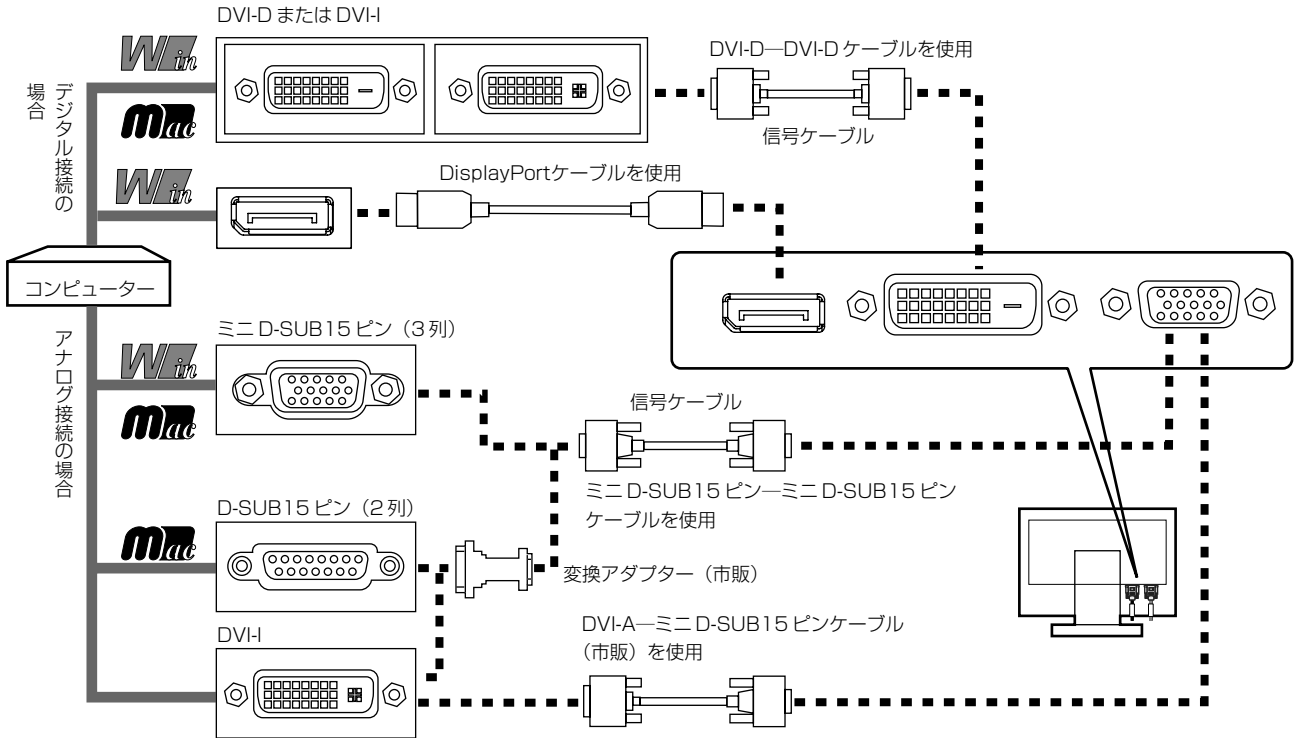 DVI-D または DVI-I
Win
DVI-D―DVI-D ケーブルを使用
信号ケーブル
デジタル接続の
場合
Mac
Win
DisplayPortケーブルを使用
コンピューター
アナログ接続の場合
ミニ D-SUB15 ピン（3 列）
Win
Mac
信号ケーブル
ミニ D-SUB15 ピン―ミニ D-SUB15 ピン
ケーブルを使用
D-SUB15 ピン（2 列）
Mac
変換アダプター（市販）
DVI-I
DVI-A―ミニ D-SUB15 ピンケーブル
（市販）を使用